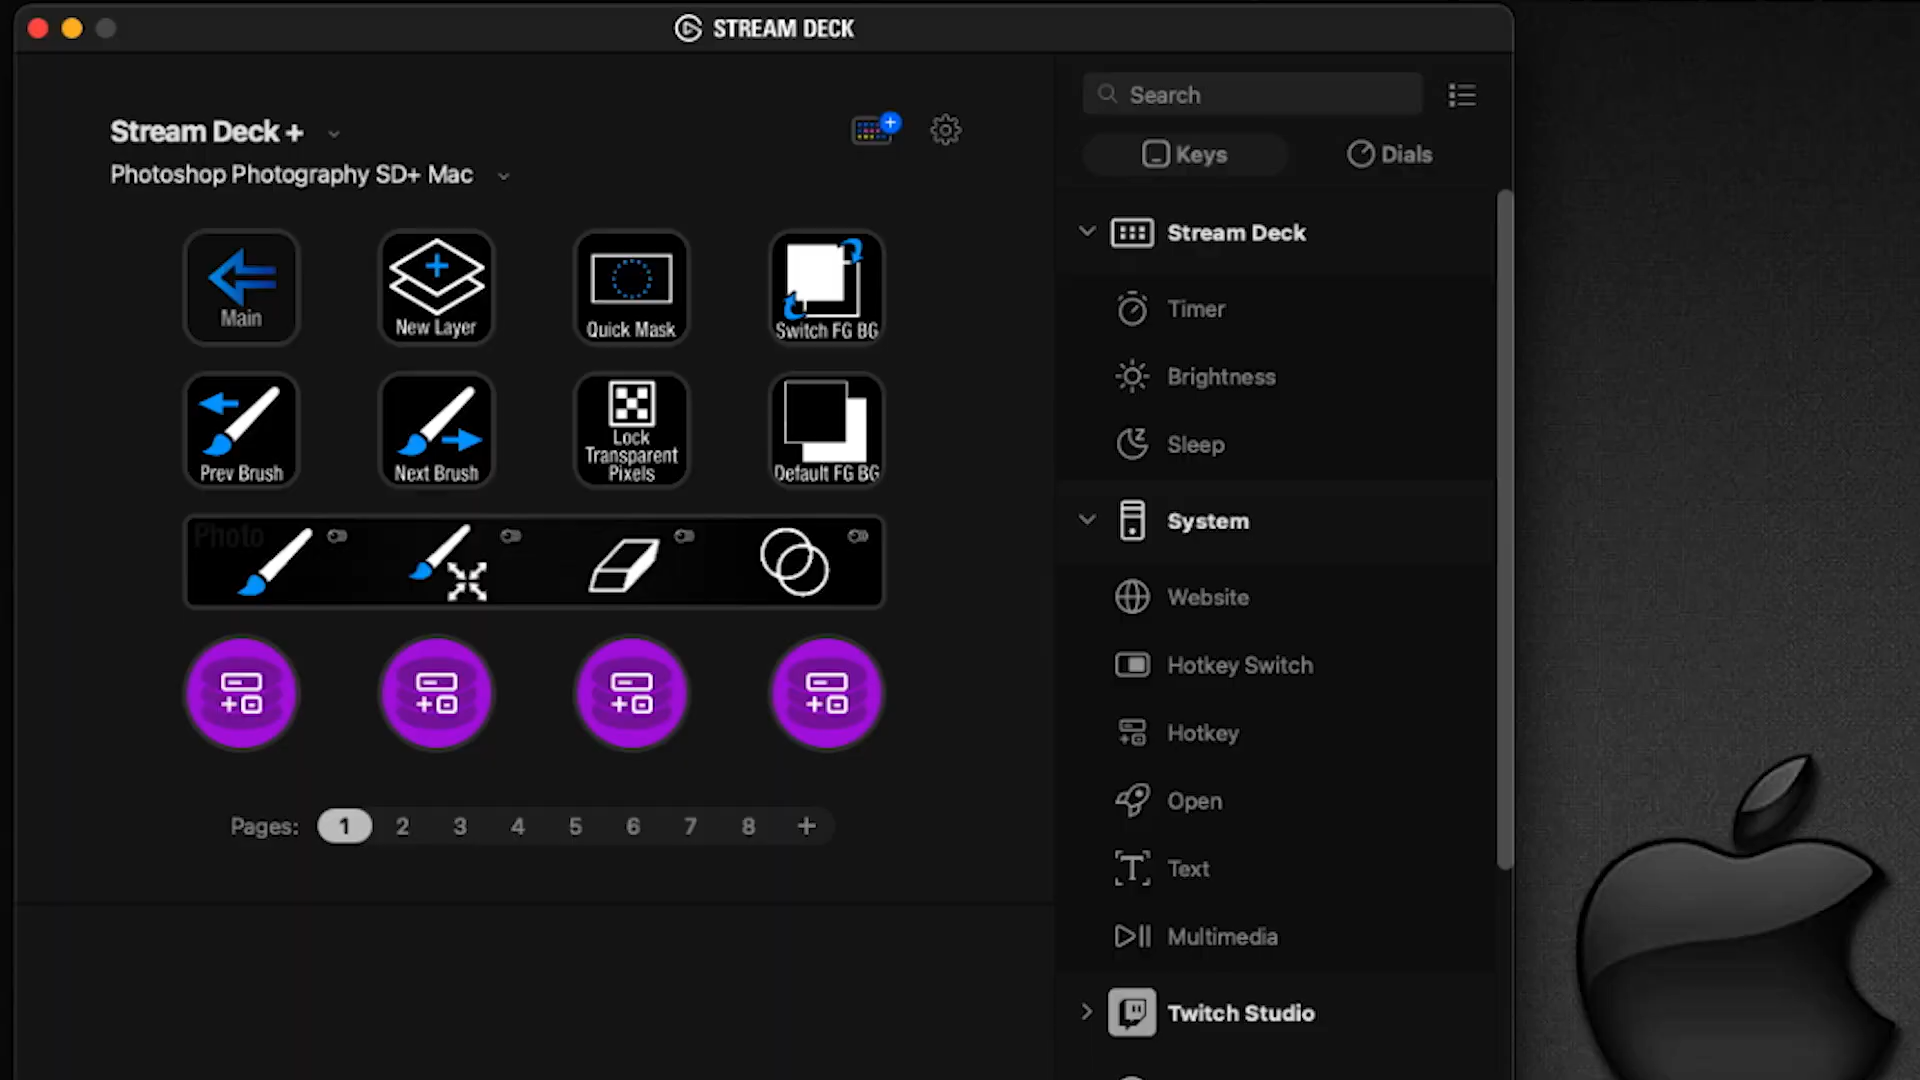 STREAM DECK
Stream Deck +
Photoshop Photography SD+ Mac
Main
New Layer
Quick Mask
Switch FG BG
Prev Brush
Next Brush
Lock
Transparent
Pixels
Default FG BG
Photo
Pages: 1 2 3 4 5 6 7 8 +
Search
Keys
Dials
Stream Deck
Timer
Brightness
Sleep
System
Website
Hotkey Switch
Hotkey
Open
Text
Multimedia
Twitch Studio